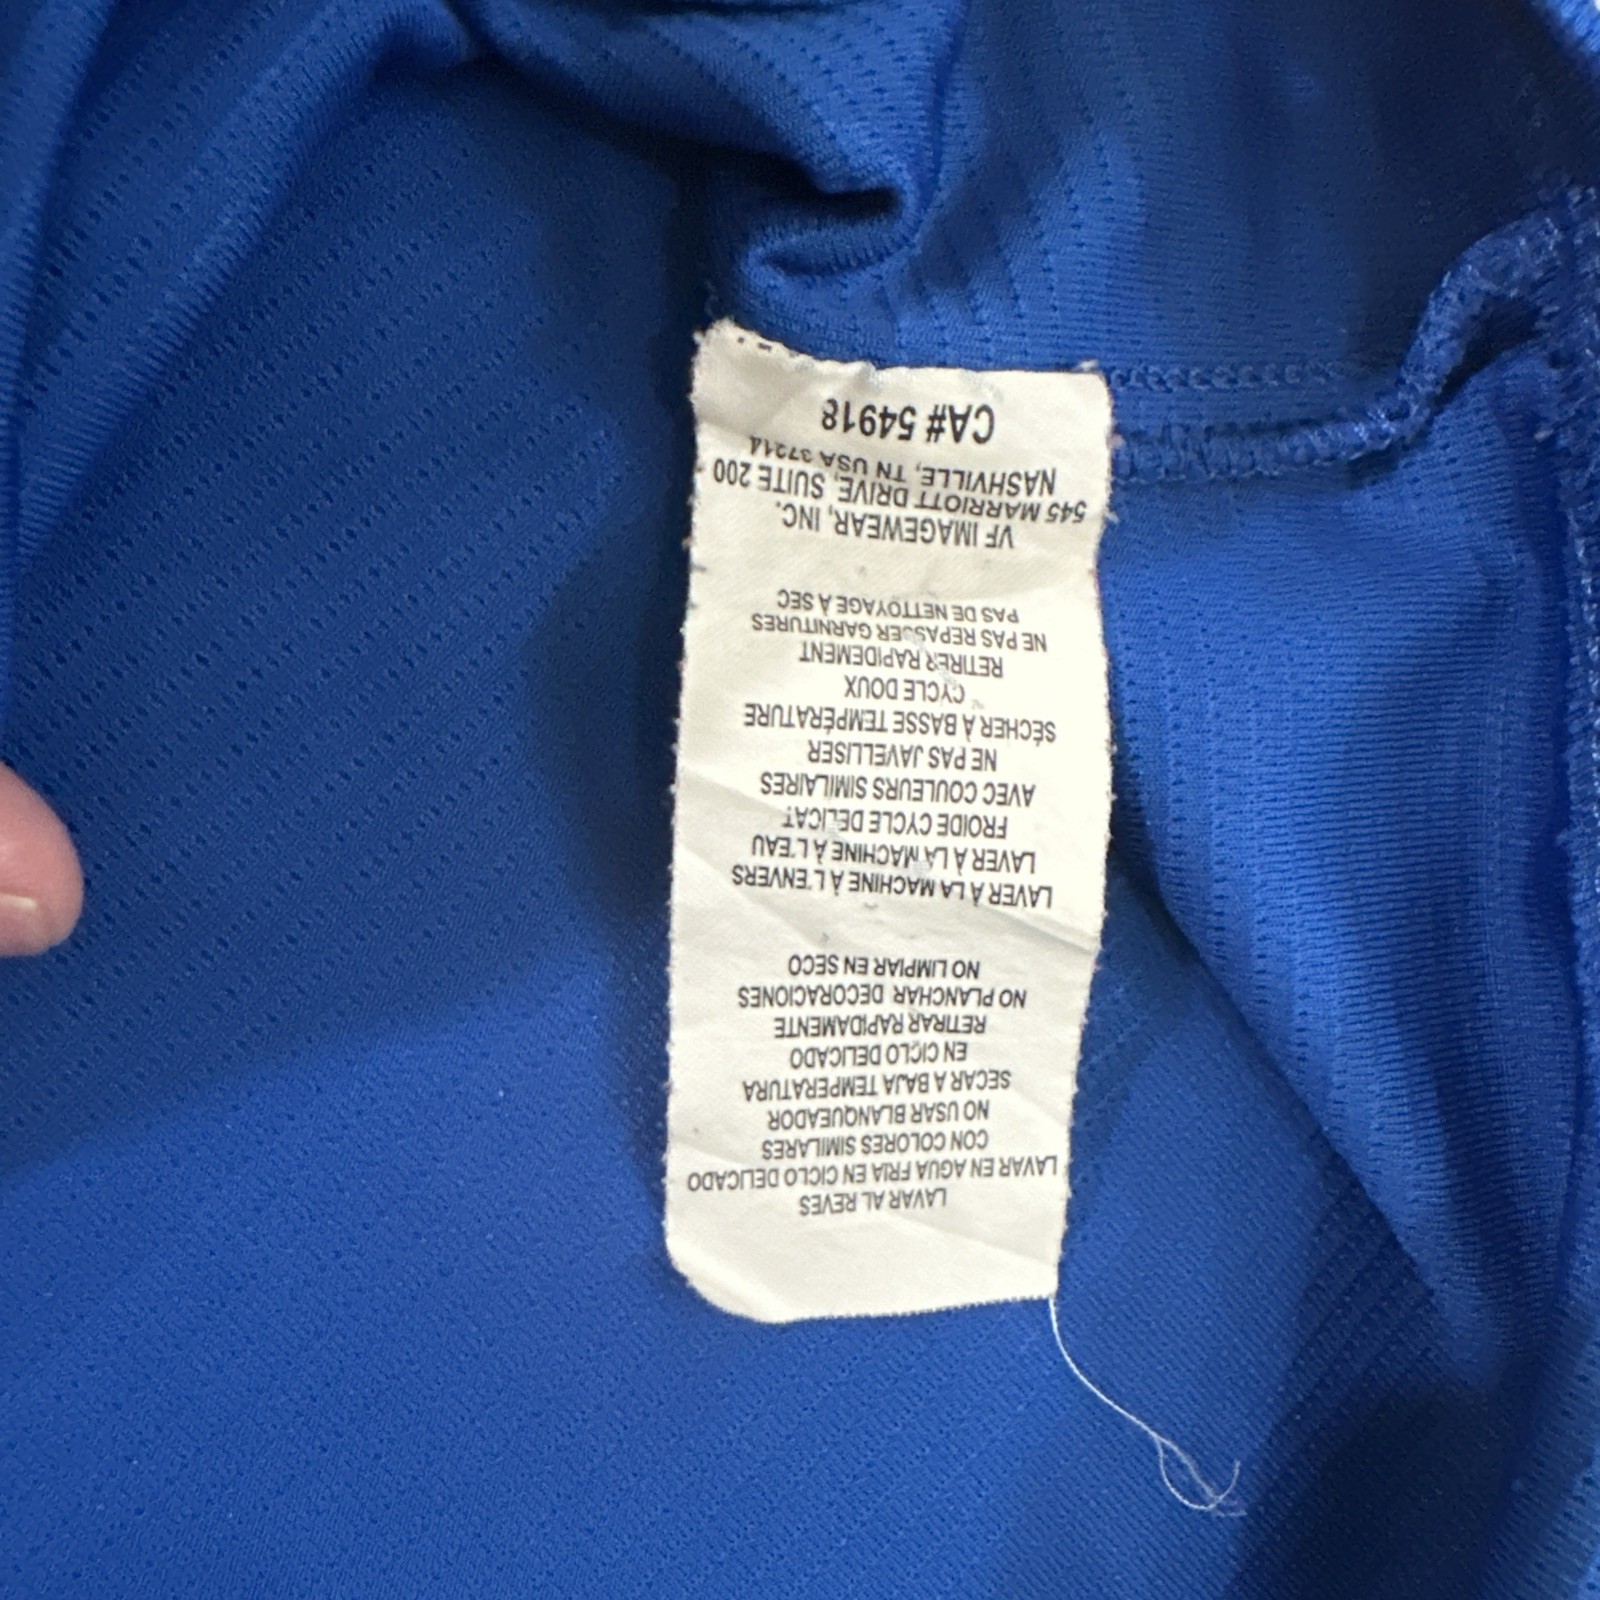 LAVAR AL REVES
LAVAR EN AGUA FRIA EN CICLO DELICADO
CON COLORES SIMILARES
NO USAR BLANQUEADOR
SECAR A BAJA TEMPERATURA
EN CICLO DELICADO
RETIRAR RAPIDAMENTE
NO PLANCHAR DECORACIONES
NO LIMPIAR EN SECO
LAVER À LA MACHINE À L'ENVERS
LAVER À LA MACHINE À L'EAU
FROIDE CYCLE DELICAT
AVEC COULEURS SIMILAIRES
NE PAS JAVELLISER
SÉCHER À BASSE TEMPÉRATURE
CYCLE DOUX
RETIRER RAPIDEMENT
NE PAS REPASSER GARNITURES
PAS DE NETTOYAGE À SEC
VF IMAGEWEAR, INC.
545 MARRIOTT DRIVE, SUITE 200
NASHVILLE, TN USA 37214
CA# 54918